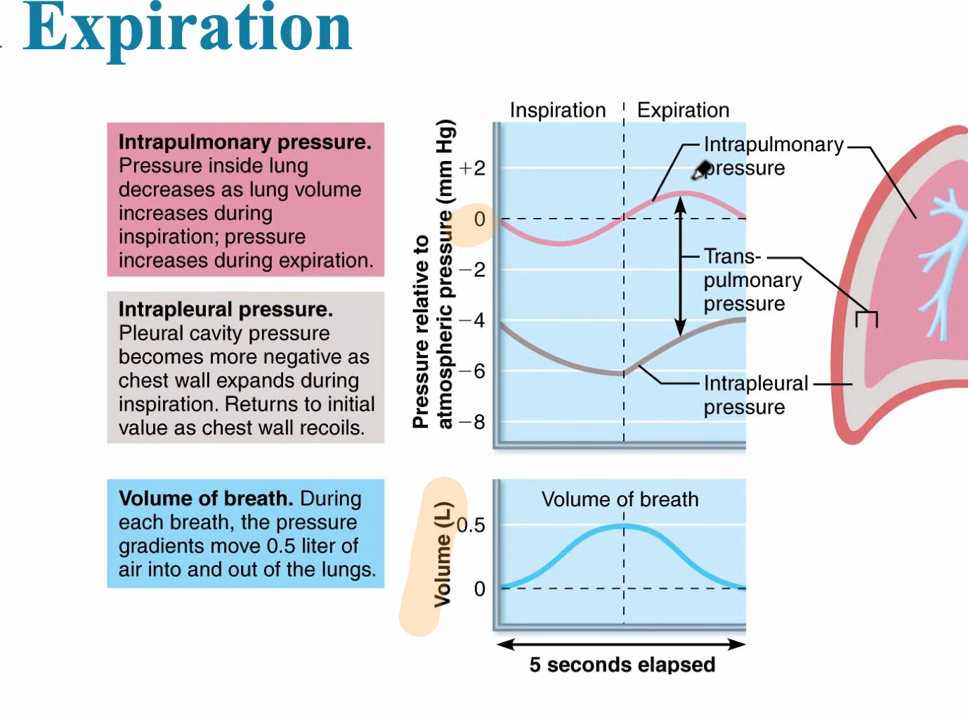 Expiration
Intrapulmonary pressure.
Pressure inside lung
decreases as lung volume
increases during
inspiration; pressure
increases during expiration.
Intrapleural pressure.
Pleural cavity pressure
becomes more negative as
chest wall expands during
inspiration. Returns to initial
value as chest wall recoils.
Volume of breath. During
each breath, the pressure
gradients move 0.5 liter of
air into and out of the lungs.
Pressure relative to
atmospheric pressure (mm Hg)
Inspiration
Expiration
+2
0
−2
−4
−6
−8
Intrapulmonary
pressure
Trans-
pulmonary
pressure
Intrapleural
pressure
Volume (L)
Volume of breath
0.5
0
5 seconds elapsed